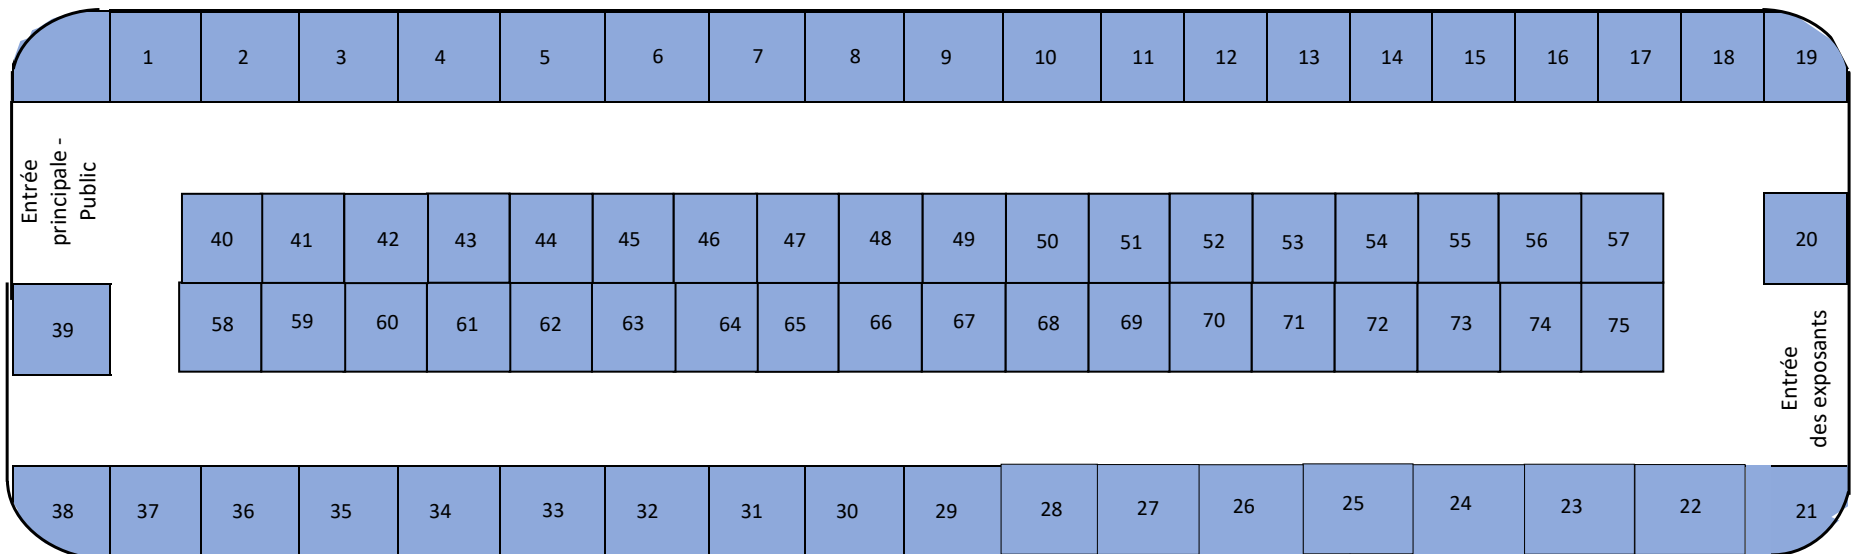 1 2 3 4 5 6 7 8 9 10 11 12 13 14 15 16 17 18 19
Entrée
principale -
Public
40 41 42 43 44 45 46 47 48 49 50 51 52 53 54 55 56 57
20
39
58 59 60 61 62 63 64 65 66 67 68 69 70 71 72 73 74 75
Entrée
des exposants
38 37 36 35 34 33 32 31 30 29 28 27 26 25 24 23 22 21